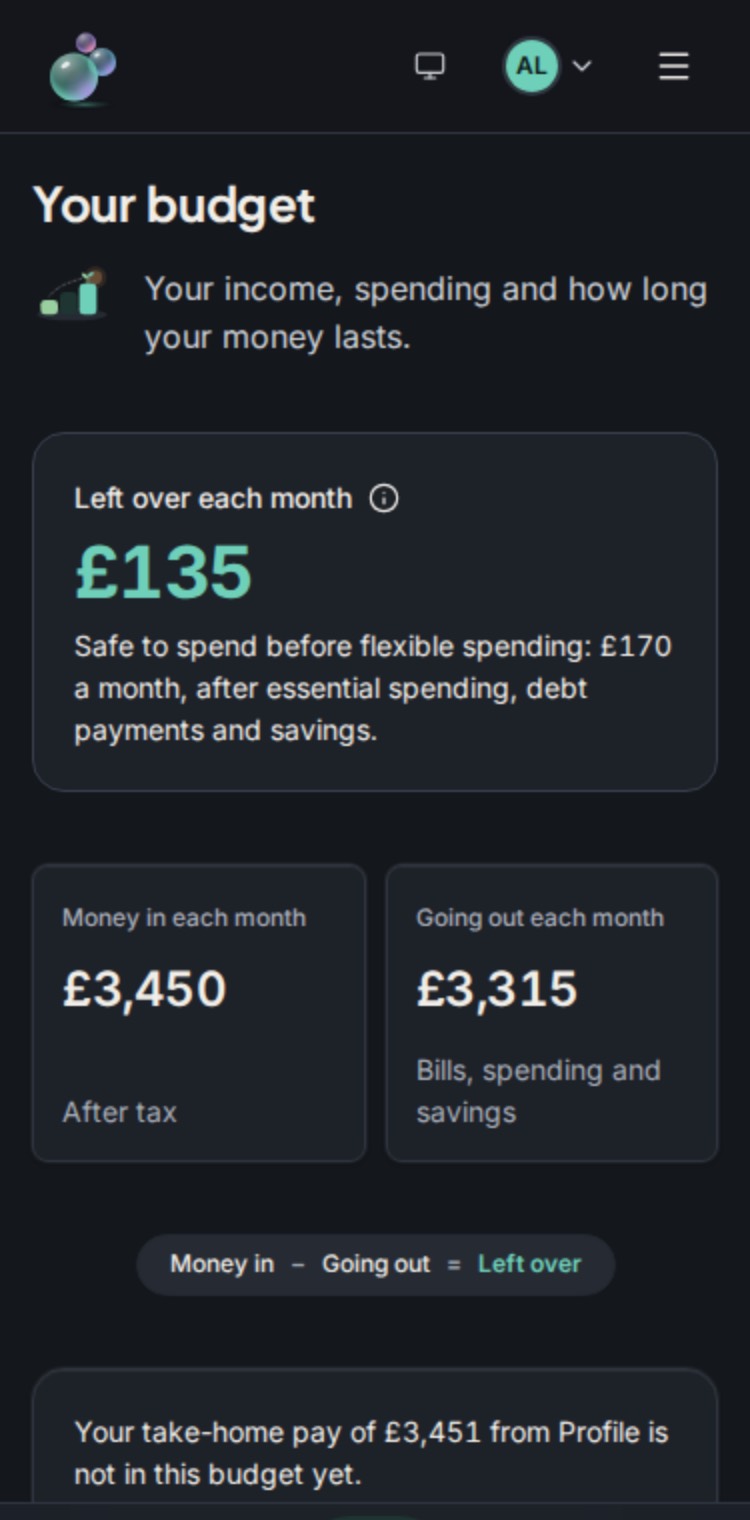 AL
Your budget
Your income, spending and how long
your money lasts.
Left over each month
£135
Safe to spend before flexible spending: £170
a month, after essential spending, debt
payments and savings.
Money in each month
£3,450
After tax
Going out each month
£3,315
Bills, spending and
savings
Money in – Going out = Left over
Your take-home pay of £3,451 from Profile is
not in this budget yet.